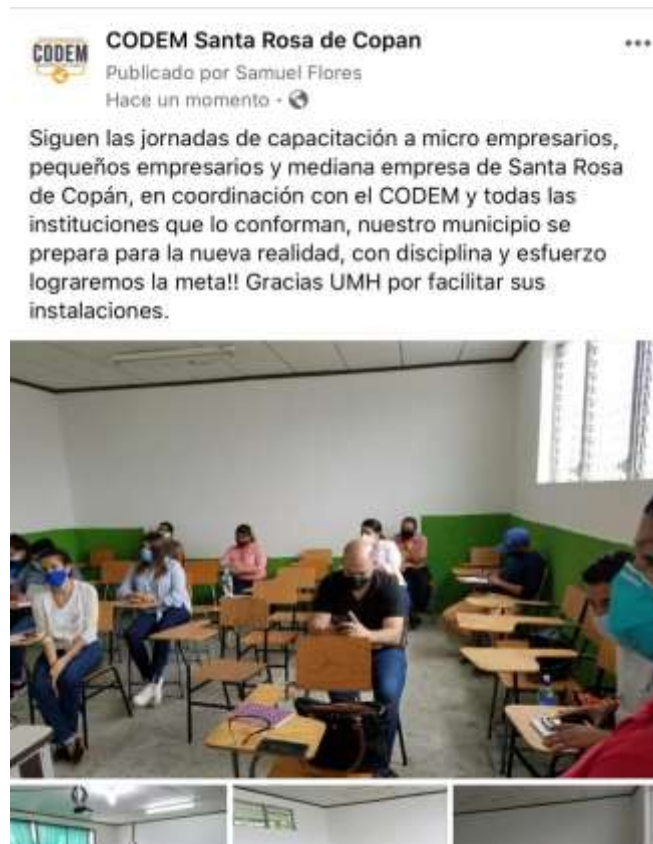 CODEM
CODEM Santa Rosa de Copan
Publicado por Samuel Flores
Hace un momento ·
Siguen las jornadas de capacitación a micro empresarios,
pequeños empresarios y mediana empresa de Santa Rosa
de Copán, en coordinación con el CODEM y todas las
instituciones que lo conforman, nuestro municipio se
prepara para la nueva realidad, con disciplina y esfuerzo
lograremos la meta!! Gracias UMH por facilitar sus
instalaciones.